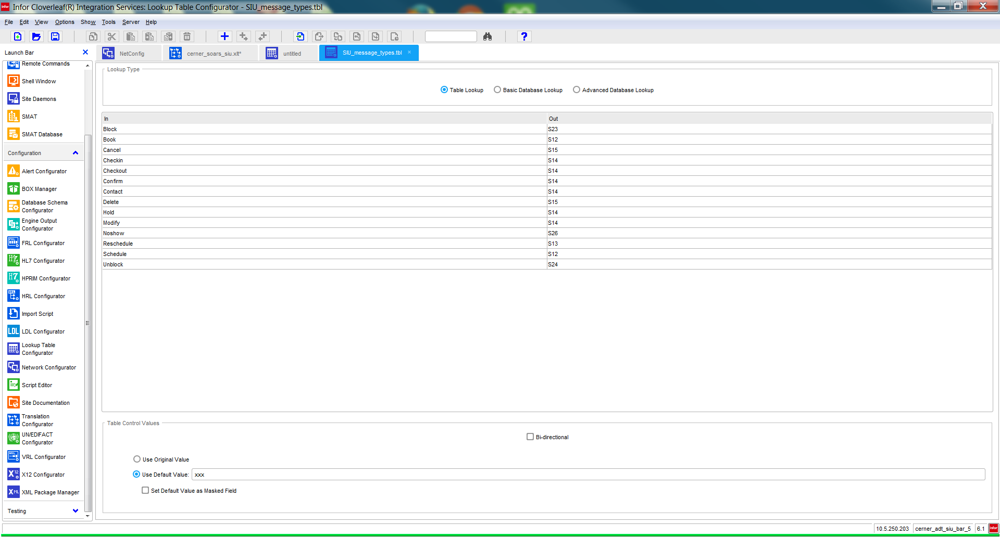 infor Infor Cloverleaf(R) Integration Services: Lookup Table Configurator - SIU_message_types.tbl
File Edit View Options Show Tools Server Help
Launch Bar
NetConfig cerner_soars_siu.xlt* untitled SIU_message_types.tbl
Remote Commands
Shell Window
Site Daemons
SMAT
SMAT Database
Configuration
Alert Configurator
BOX Manager
Database Schema
Configurator
Engine Output
Configurator
FRL Configurator
HL7 Configurator
HPRIM Configurator
HRL Configurator
Import Script
LDL Configurator
Lookup Table
Configurator
Network Configurator
Script Editor
Site Documentation
Translation
Configurator
UN/EDIFACT
Configurator
VRL Configurator
X12 Configurator
XML Package Manager
Testing
Lookup Type
Table Lookup Basic Database Lookup Advanced Database Lookup
In Out
Block S23
Book S12
Cancel S15
Checkin S14
Checkout S14
Confirm S14
Contact S14
Delete S15
Hold S14
Modify S14
Noshow S26
Reschedule S13
Schedule S12
Unblock S24
Table Control Values
Bi-directional
Use Original Value
Use Default Value: xxx
Set Default Value as Masked Field
10.5.250.203 cerner_adt_siu_bar_5 6.1 infor